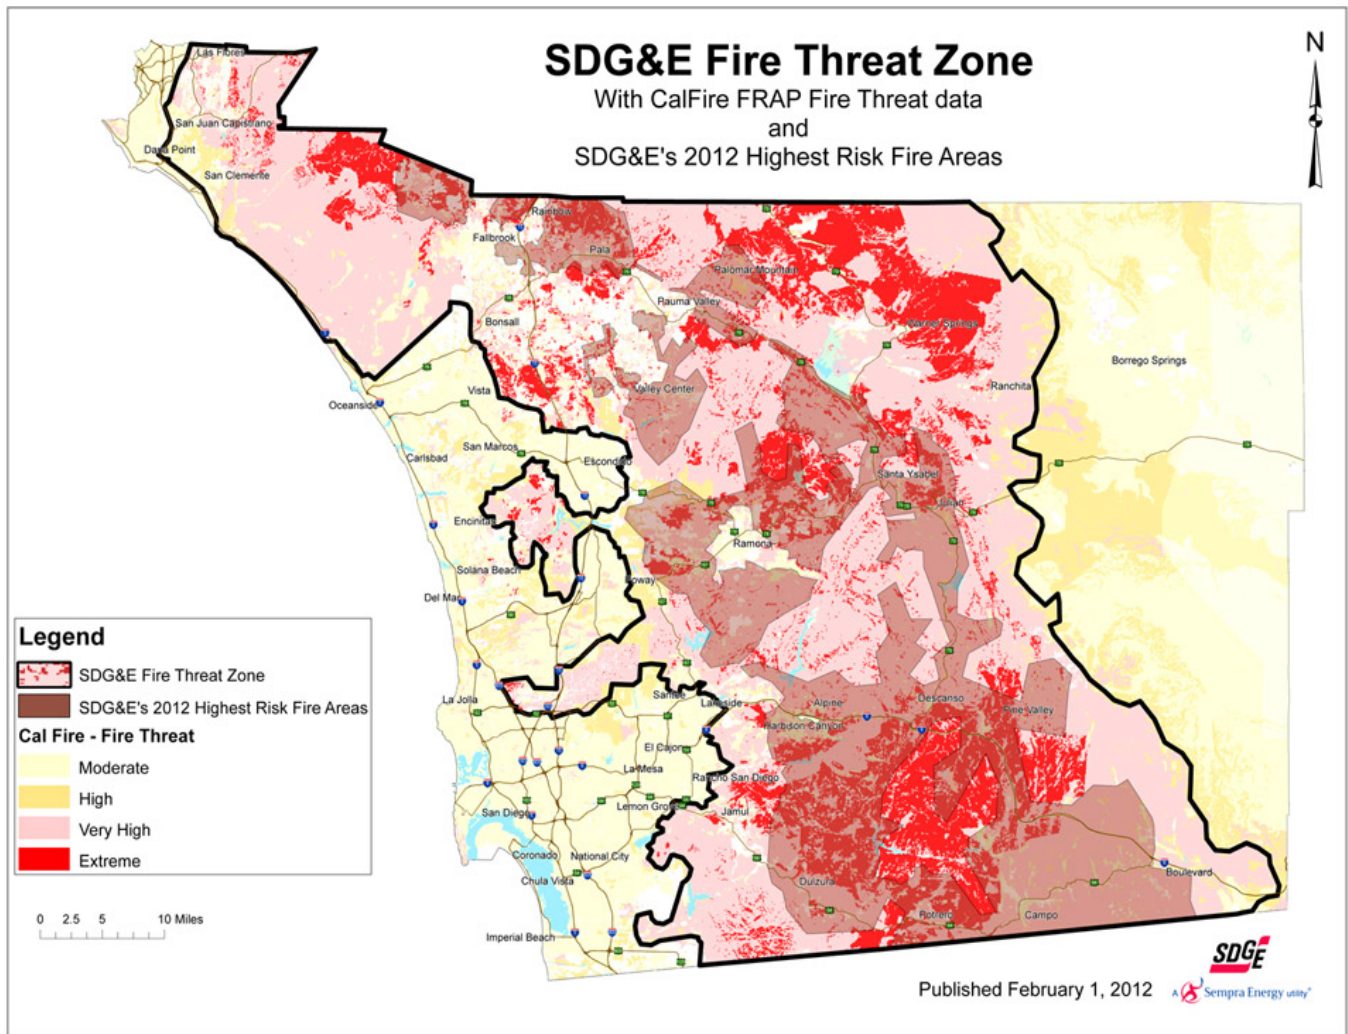 SDG&E Fire Threat Zone
With CalFire FRAP Fire Threat data
and
SDG&E's 2012 Highest Risk Fire Areas
N
Las Flores
San Juan Capistrano
Dana Point
San Clemente
Rainbow
Fallbrook
Pala
Palomar Mountain
Pauma Valley
Bonsall
Warner Springs
Borrego Springs
Ranchita
Vista
Valley Center
Oceanside
San Marcos
Carlsbad
Escondido
Santa Ysabel
Julian
Encinitas
Ramona
Solana Beach
Poway
Del Mar
Legend
SDG&E Fire Threat Zone
SDG&E's 2012 Highest Risk Fire Areas
Cal Fire - Fire Threat
Moderate
High
Very High
Extreme
La Jolla
Santee
Lakeside
Alpine
Descanso
Pine Valley
Harbison Canyon
El Cajon
La Mesa
Rancho San Diego
Lemon Grove
Jamul
San Diego
Coronado
National City
Chula Vista
Dulzura
Boulevard
Potrero
Campo
Imperial Beach
0 2.5 5 10 Miles
SDGE
A Sempra Energy utility®
Published February 1, 2012